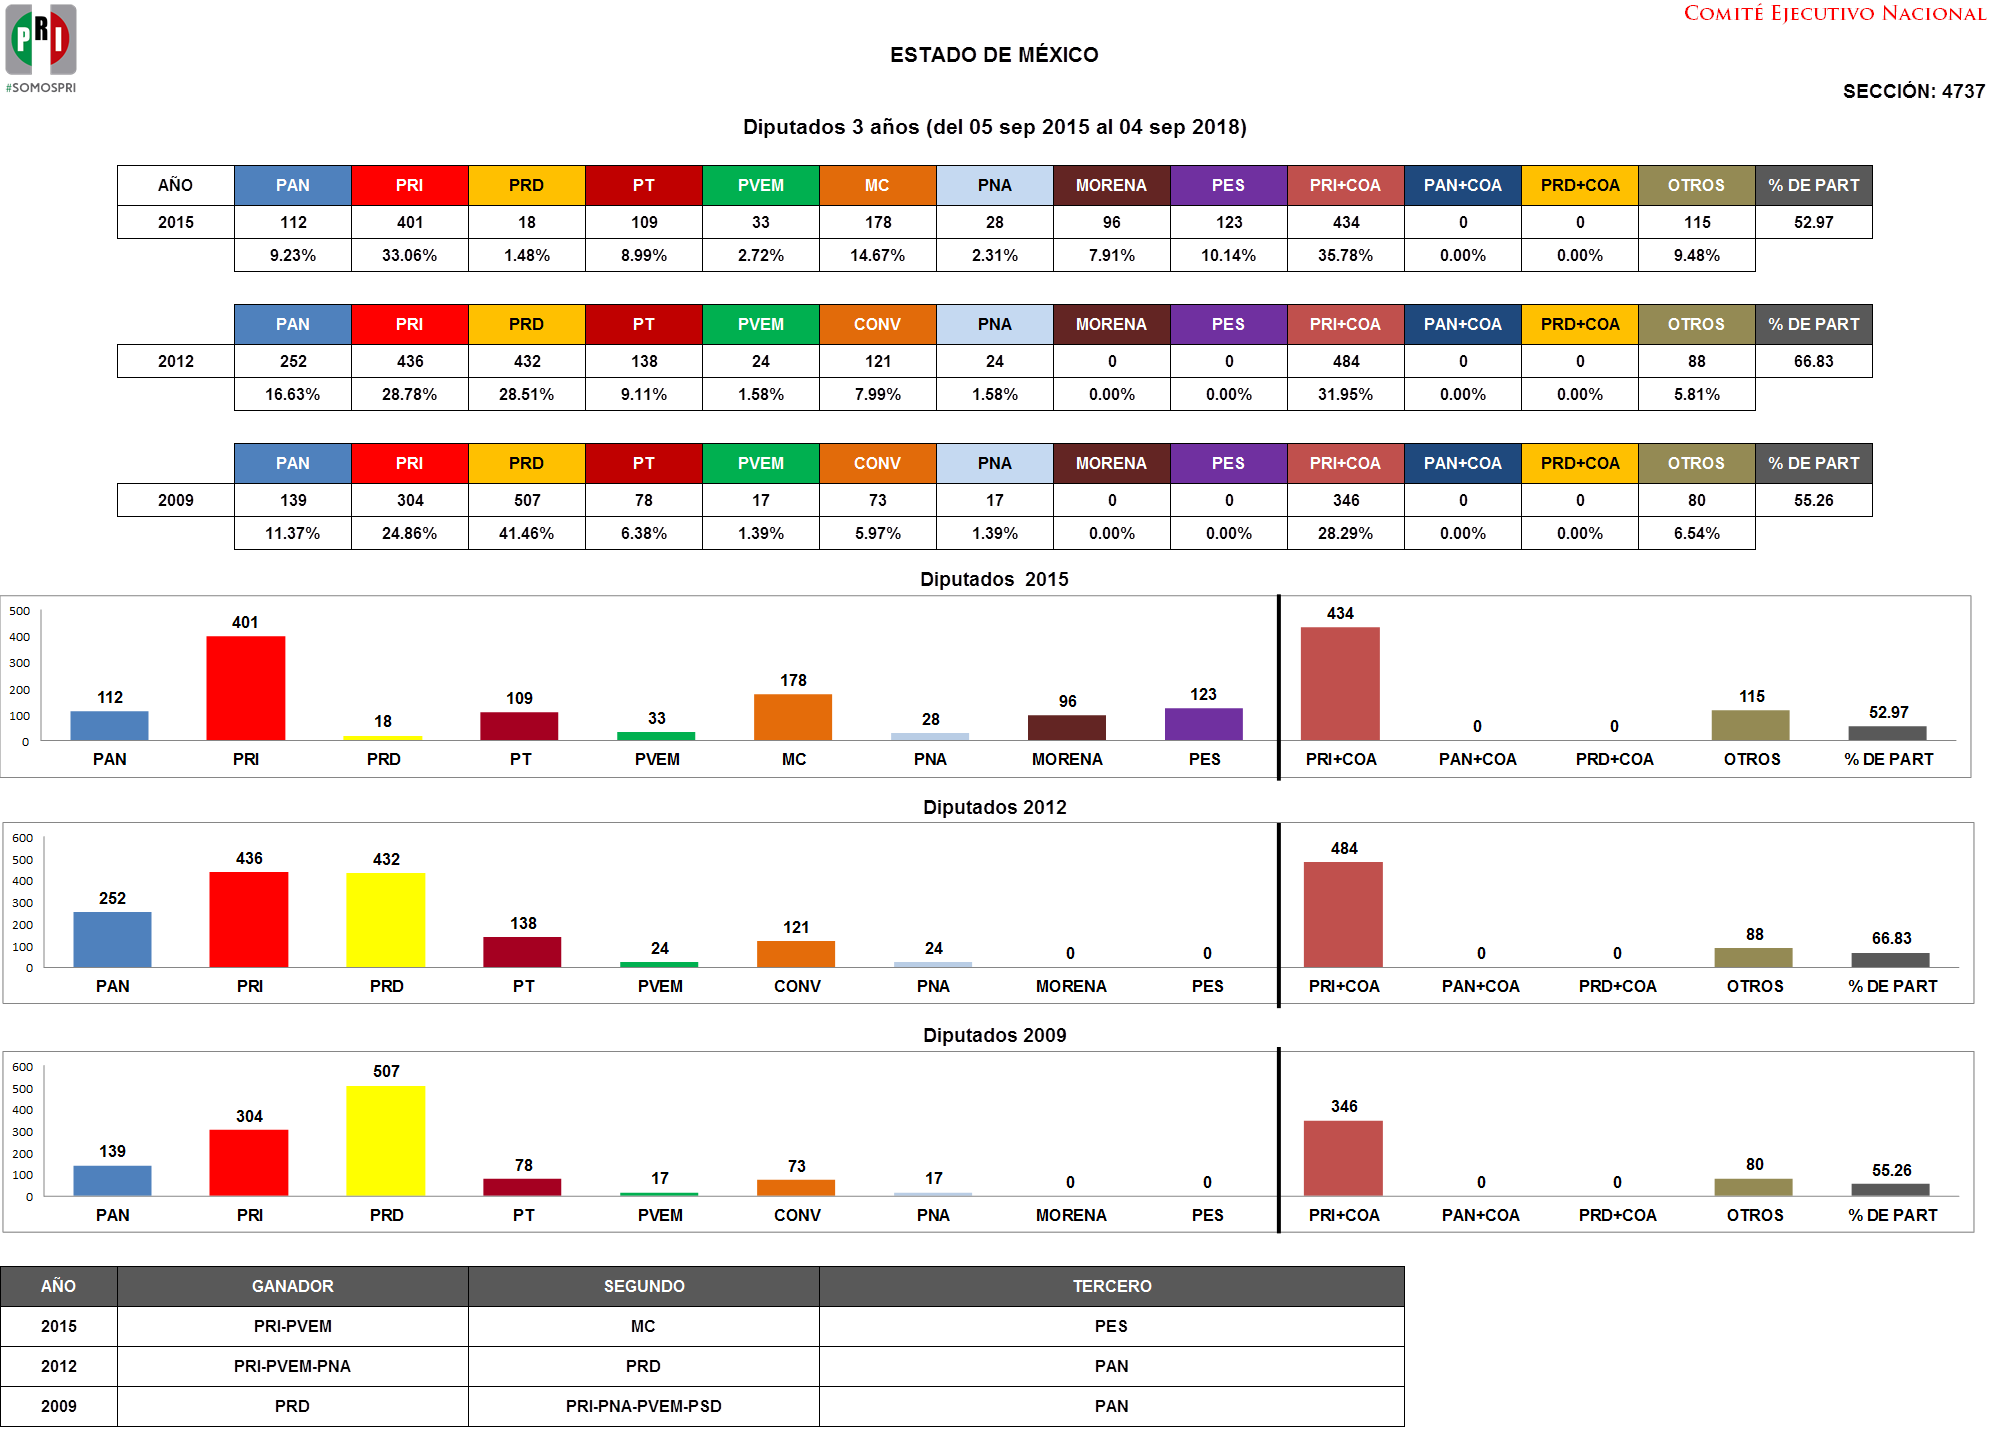 PRI
#SOMOSPRI
COMITÉ EJECUTIVO NACIONAL
ESTADO DE MÉXICO
SECCIÓN: 4737
Diputados 3 años (del 05 sep 2015 al 04 sep 2018)
AÑO PAN PRI PRD PT PVEM MC PNA MORENA PES PRI+COA PAN+COA PRD+COA OTROS % DE PART
2015 112 401 18 109 33 178 28 96 123 434 0 0 115 52.97
9.23% 33.06% 1.48% 8.99% 2.72% 14.67% 2.31% 7.91% 10.14% 35.78% 0.00% 0.00% 9.48%
PAN PRI PRD PT PVEM CONV PNA MORENA PES PRI+COA PAN+COA PRD+COA OTROS % DE PART
2012 252 436 432 138 24 121 24 0 0 484 0 0 88 66.83
16.63% 28.78% 28.51% 9.11% 1.58% 7.99% 1.58% 0.00% 0.00% 31.95% 0.00% 0.00% 5.81%
PAN PRI PRD PT PVEM CONV PNA MORENA PES PRI+COA PAN+COA PRD+COA OTROS % DE PART
2009 139 304 507 78 17 73 17 0 0 346 0 0 80 55.26
11.37% 24.86% 41.46% 6.38% 1.39% 5.97% 1.39% 0.00% 0.00% 28.29% 0.00% 0.00% 6.54%
Diputados 2015
500
400
300
200
100
0
112 401 18 109 33 178 28 96 123 434 0 0 115 52.97
PAN PRI PRD PT PVEM MC PNA MORENA PES PRI+COA PAN+COA PRD+COA OTROS % DE PART
Diputados 2012
600
500
400
300
200
100
0
252 436 432 138 24 121 24 0 0 484 0 0 88 66.83
PAN PRI PRD PT PVEM CONV PNA MORENA PES PRI+COA PAN+COA PRD+COA OTROS % DE PART
Diputados 2009
600
500
400
300
200
100
0
139 304 507 78 17 73 17 0 0 346 0 0 80 55.26
PAN PRI PRD PT PVEM CONV PNA MORENA PES PRI+COA PAN+COA PRD+COA OTROS % DE PART
AÑO GANADOR SEGUNDO TERCERO
2015 PRI-PVEM MC PES
2012 PRI-PVEM-PNA PRD PAN
2009 PRD PRI-PNA-PVEM-PSD PAN